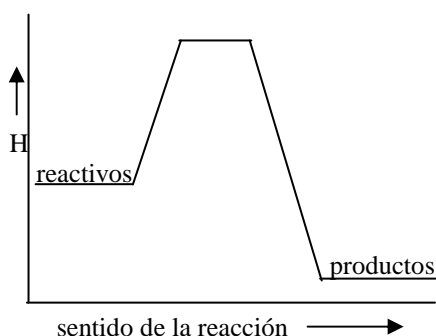 H
reactivos
productos
sentido de la reacción